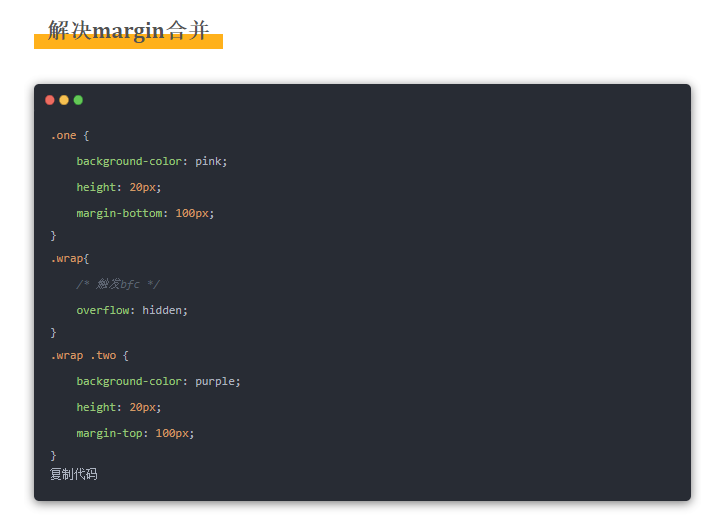 解决margin合并
.one {
background-color: pink;
height: 20px;
margin-bottom: 100px;
}
.wrap{
/* 触发bfc */
overflow: hidden;
}
.wrap .two {
background-color: purple;
height: 20px;
margin-top: 100px;
}
复制代码